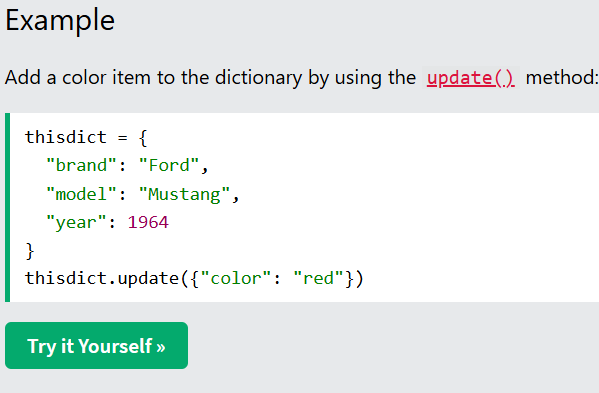 Example
Add a color item to the dictionary by using the update() method:
thisdict = {
  "brand": "Ford",
  "model": "Mustang",
  "year": 1964
}
thisdict.update({"color": "red"})
Try it Yourself »